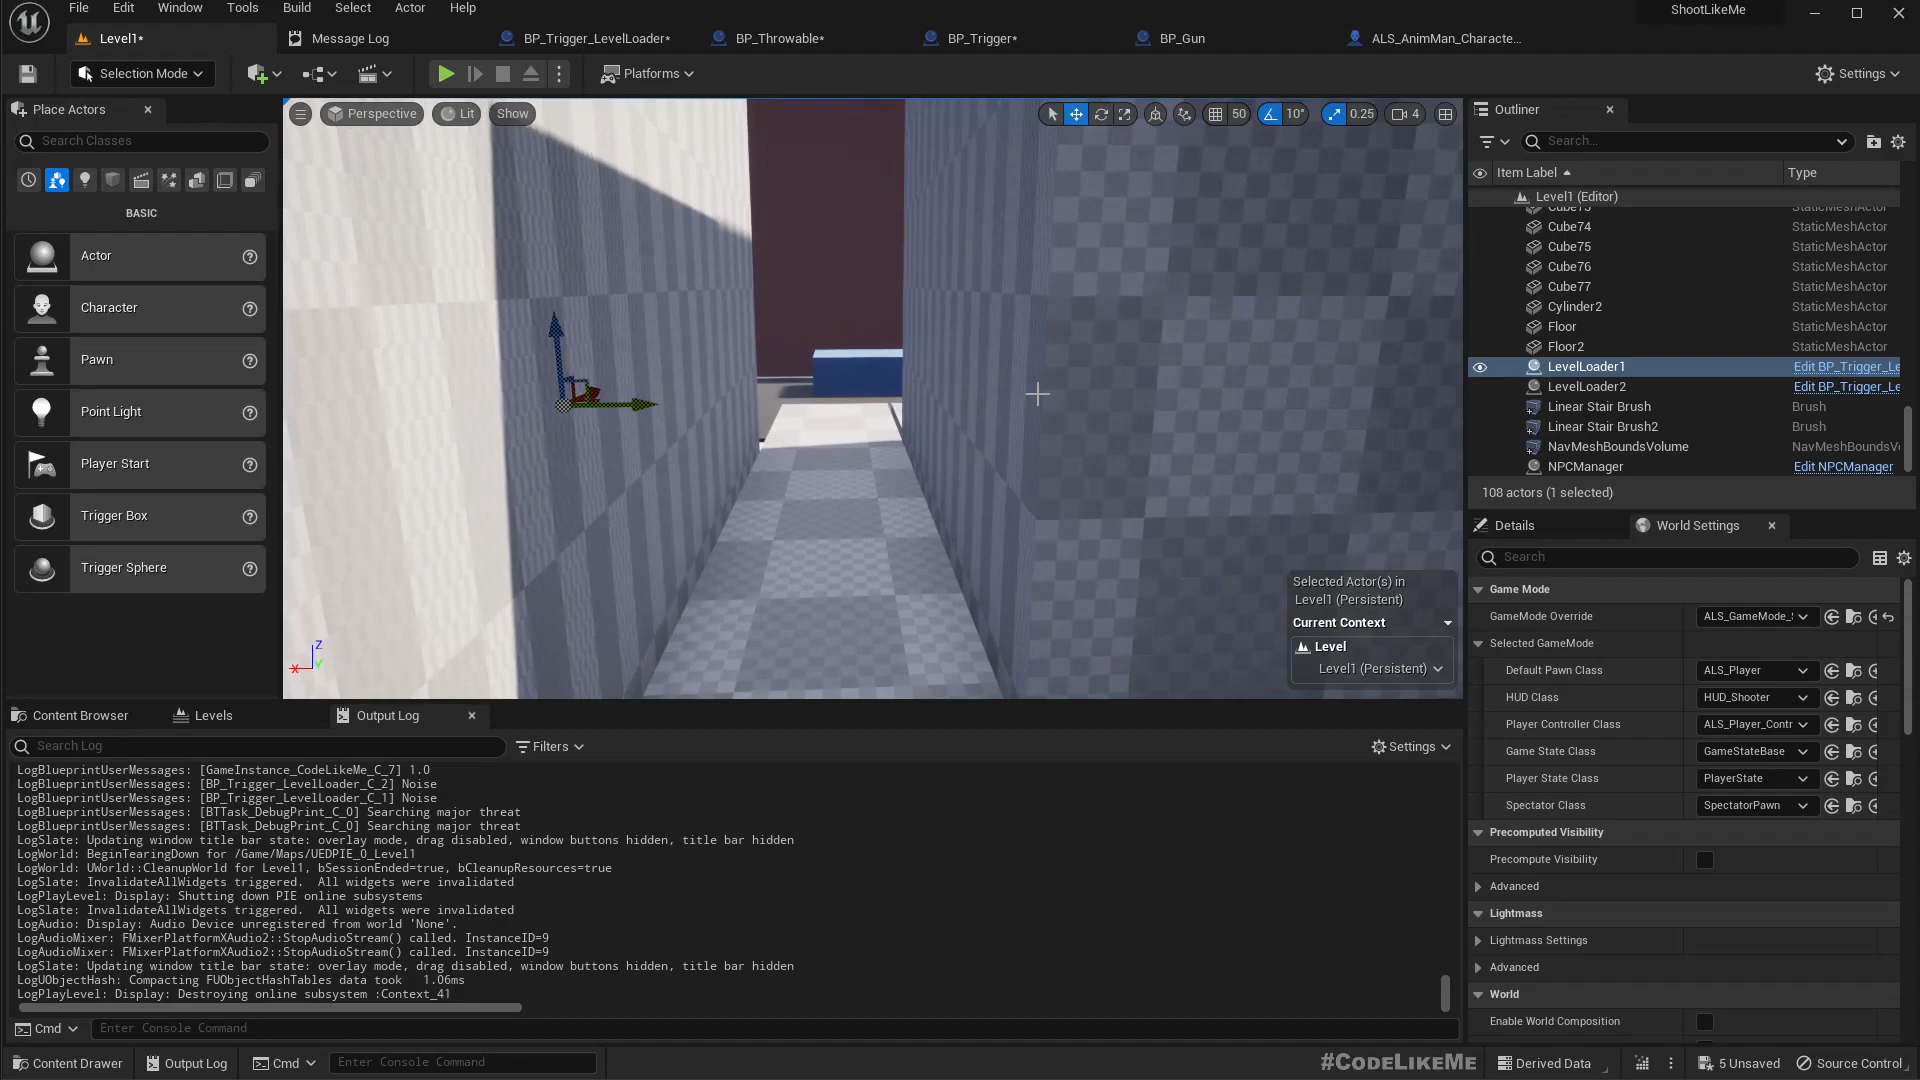 File Edit Window Tools Build Select Actor Help
ShootLikeMe
Level1*
Message Log
BP_Trigger_LevelLoader*
BP_Throwable*
BP_Trigger*
BP_Gun
ALS_AnimMan_Characte...
Selection Mode
Platforms
Settings
Place Actors
Search Classes
BASIC
Actor
Character
Pawn
Point Light
Player Start
Trigger Box
Trigger Sphere
Perspective
Lit
Show
50
10°
0.25
4
Z
X
Y
Selected Actor(s) in
Level1 (Persistent)
Current Context
Level
Level1 (Persistent)
Outliner
Search...
Item Label
Type
Level1 (Editor)
Cube73 StaticMeshActor
Cube74 StaticMeshActor
Cube75 StaticMeshActor
Cube76 StaticMeshActor
Cube77 StaticMeshActor
Cylinder2 StaticMeshActor
Floor StaticMeshActor
Floor2 StaticMeshActor
LevelLoader1 Edit BP_Trigger_Le
LevelLoader2 Edit BP_Trigger_Le
Linear Stair Brush Brush
Linear Stair Brush2 Brush
NavMeshBoundsVolume NavMeshBoundsV
NPCManager Edit NPCManager
108 actors (1 selected)
Details
World Settings
Search
Game Mode
GameMode Override ALS_GameMode_S
Selected GameMode
Default Pawn Class ALS_Player
HUD Class HUD_Shooter
Player Controller Class ALS_Player_Contr
Game State Class GameStateBase
Player State Class PlayerState
Spectator Class SpectatorPawn
Precomputed Visibility
Precompute Visibility
Advanced
Lightmass
Lightmass Settings
Advanced
World
Enable World Composition
Content Browser
Levels
Output Log
Search Log
Filters
Settings
LogBlueprintUserMessages: [GameInstance_CodeLikeMe_C_7] 1.0
LogBlueprintUserMessages: [BP_Trigger_LevelLoader_C_2] Noise
LogBlueprintUserMessages: [BP_Trigger_LevelLoader_C_1] Noise
LogBlueprintUserMessages: [BTTask_DebugPrint_C_0] Searching major threat
LogBlueprintUserMessages: [BTTask_DebugPrint_C_0] Searching major threat
LogSlate: Updating window title bar state: overlay mode, drag disabled, window buttons hidden, title bar hidden
LogWorld: BeginTearingDown for /Game/Maps/UEDPIE_0_Level1
LogWorld: UWorld::CleanupWorld for Level1, bSessionEnded=true, bCleanupResources=true
LogSlate: InvalidateAllWidgets triggered.  All widgets were invalidated
LogPlayLevel: Display: Shutting down PIE online subsystems
LogSlate: InvalidateAllWidgets triggered.  All widgets were invalidated
LogAudio: Display: Audio Device unregistered from world 'None'.
LogAudioMixer: FMixerPlatformXAudio2::StopAudioStream() called. InstanceID=9
LogAudioMixer: FMixerPlatformXAudio2::StopAudioStream() called. InstanceID=9
LogSlate: Updating window title bar state: overlay mode, drag disabled, window buttons hidden, title bar hidden
LogUObjectHash: Compacting FUObjectHashTables data took   1.06ms
LogPlayLevel: Display: Destroying online subsystem :Context_41
Cmd
Enter Console Command
Content Drawer
Output Log
Cmd
Enter Console Command
#CODELIKEME
Derived Data
5 Unsaved
Source Control